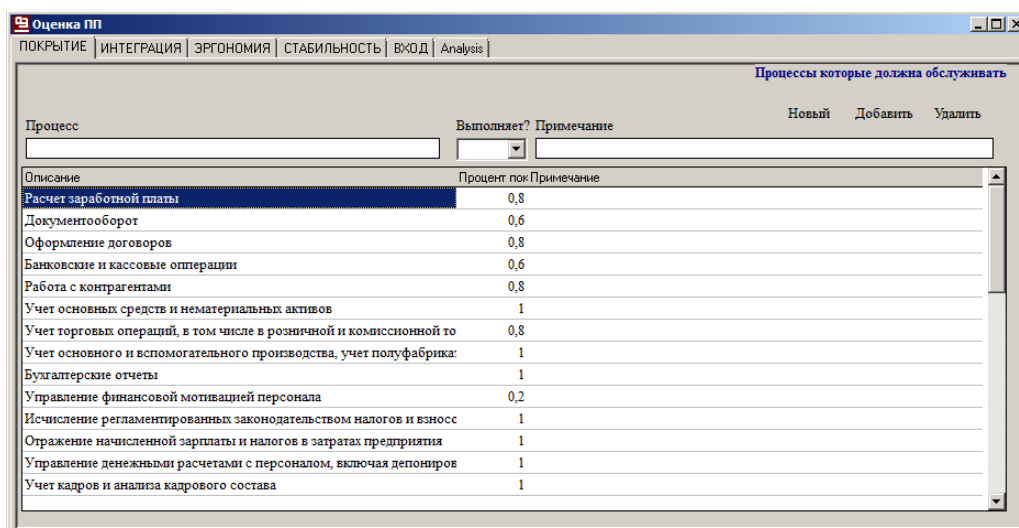 Оценка ПП
ПОКРЫТИЕ ИНТЕГРАЦИЯ ЭРГОНОМИЯ СТАБИЛЬНОСТЬ ВХОД Analysis
Процессы которые должна обслуживать
Новый Добавить Удалить
Процесс Выполняет? Примечание
Описание Процент пок Примечание
Расчет заработной платы 0,8
Документооборот 0,6
Оформление договоров 0,8
Банковские и кассовые опперации 0,6
Работа с контрагентами 0,8
Учет основных средств и нематериальных активов 1
Учет торговых операций, в том числе в розничной и комиссионной то 0,8
Учет основного и вспомогательного производства, учет полуфабрика 1
Бухгалтерские отчеты 1
Управление финансовой мотивацией персонала 0,2
Исчисление регламентированных законодательством налогов и взносо 1
Отражение начисленной зарплаты и налогов в затратах предприятия 1
Управление денежными расчетами с персоналом, включая депониров 1
Учет кадров и анализа кадрового состава 1